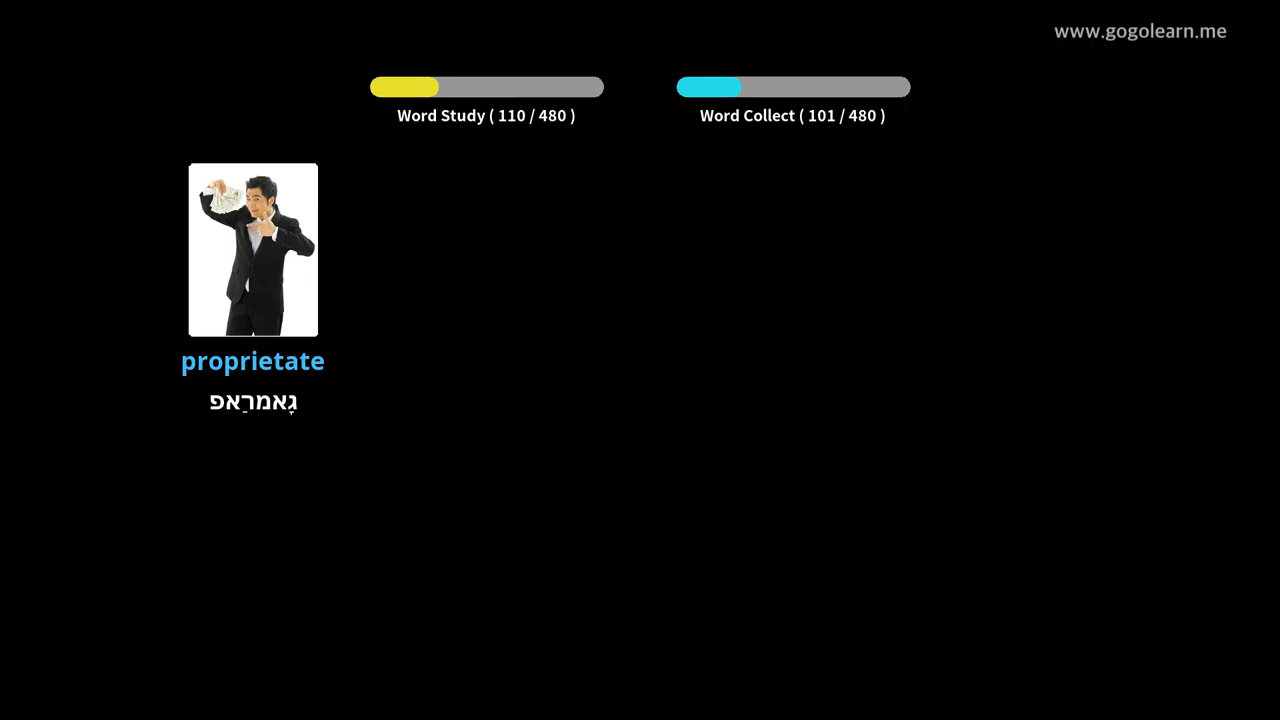 www.gogolearn.me
Word Study ( 110 / 480 )
Word Collect ( 101 / 480 )
proprietate
גָאמרַאפ